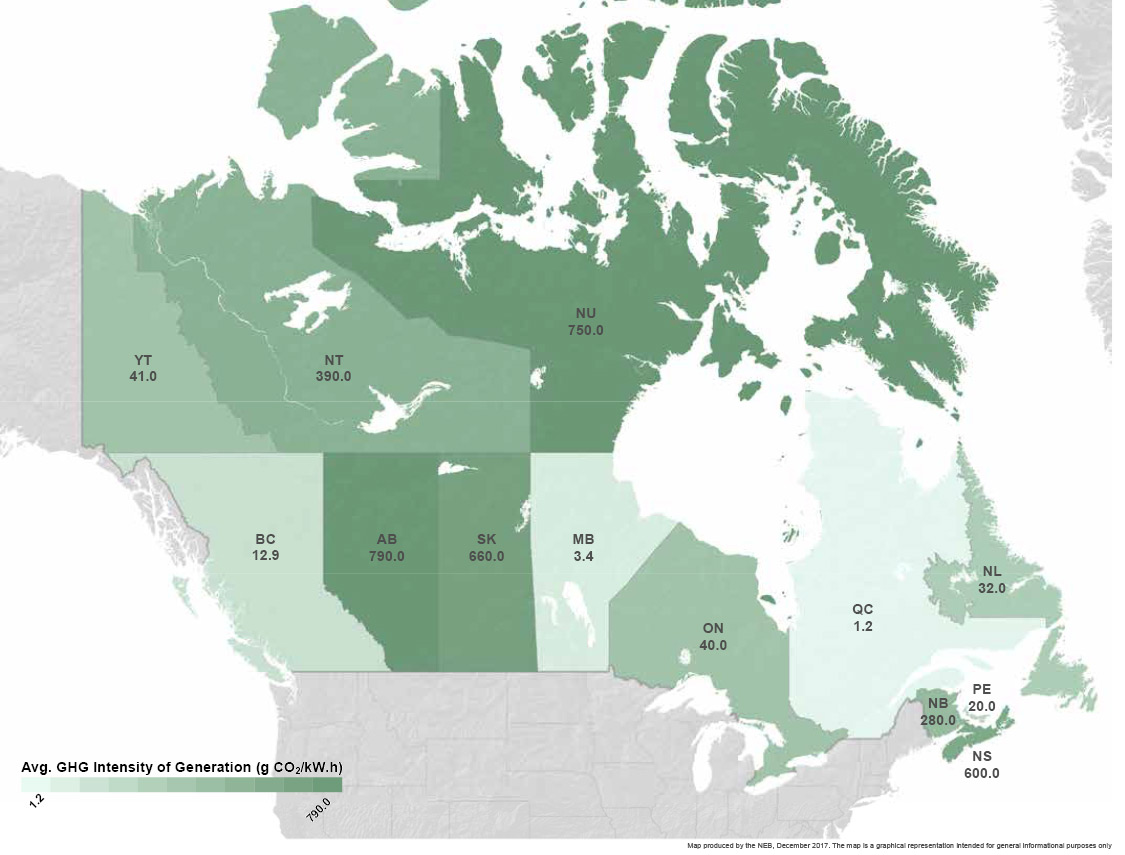 NU
750.0
YT
41.0
NT
390.0
BC
12.9
AB
790.0
SK
660.0
MB
3.4
NL
32.0
QC
1.2
ON
40.0
PE
20.0
NB
280.0
NS
600.0
Avg. GHG Intensity of Generation (g CO₂/kW.h)
1.2
790.0
Map produced by the NEB, December 2017. The map is a graphical representation intended for general informational purposes only